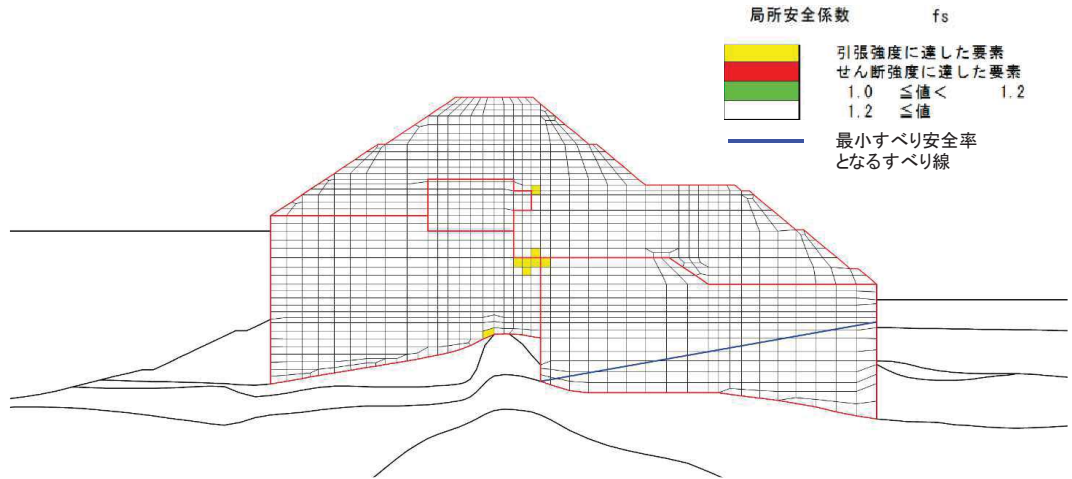 局所安全係数 fs
引張強度に達した要素
せん断強度に達した要素
1.0 ≦値< 1.2
1.2 ≦値
最小すべり安全率
となるすべり線